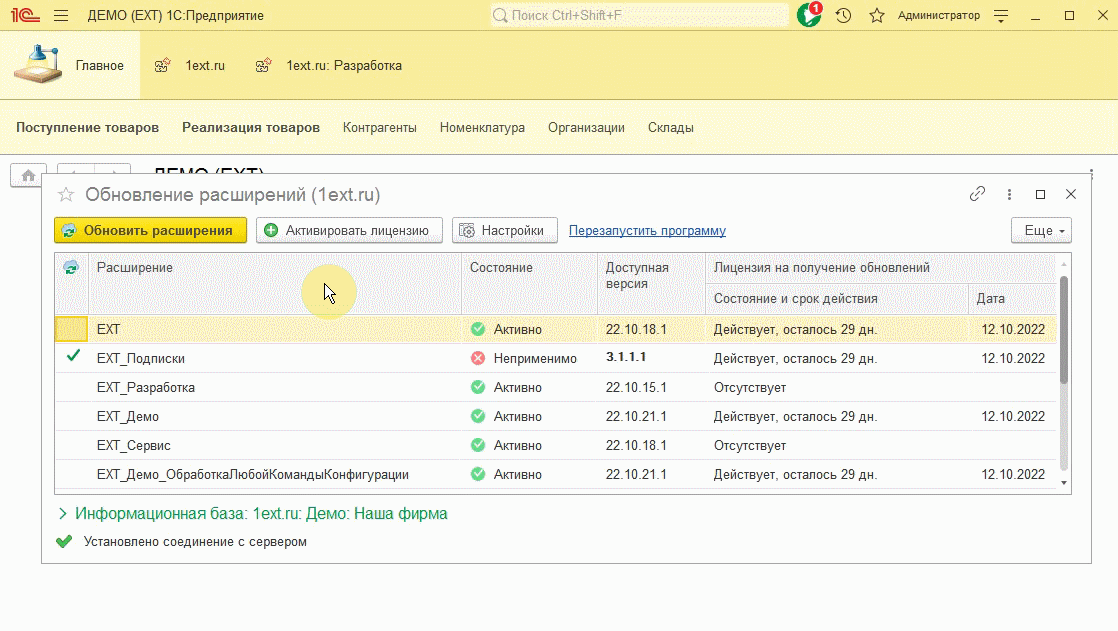 1С ДЕМО (EXT) 1С:Предприятие Поиск Ctrl+Shift+F 1 Администратор
Главное 1ext.ru 1ext.ru: Разработка
Поступление товаров Реализация товаров Контрагенты Номенклатура Организации Склады
ДЕМО (EXT)
Обновление расширений (1ext.ru)
Обновить расширения Активировать лицензию Настройки Перезапустить программу Еще
Расширение Состояние Доступная версия Лицензия на получение обновлений
Состояние и срок действия Дата
EXT Активно 22.10.18.1 Действует, осталось 29 дн. 12.10.2022
EXT_Подписки Неприменимо 3.1.1.1 Действует, осталось 29 дн. 12.10.2022
EXT_Разработка Активно 22.10.15.1 Отсутствует
EXT_Демо Активно 22.10.21.1 Действует, осталось 29 дн. 12.10.2022
EXT_Сервис Активно 22.10.18.1 Отсутствует
EXT_Демо_ОбработкаЛюбойКомандыКонфигурации Активно 22.10.21.1 Действует, осталось 29 дн. 12.10.2022
Информационная база: 1ext.ru: Демо: Наша фирма
Установлено соединение с сервером